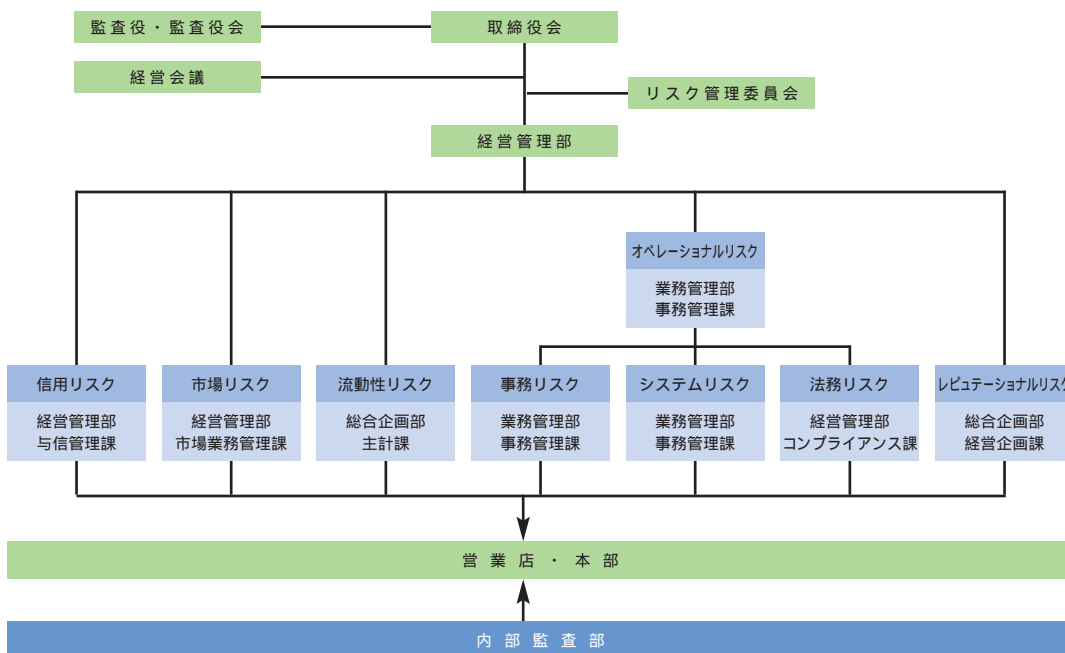 監査役・監査役会
取締役会
経営会議
リスク管理委員会
経営管理部
オペレーショナルリスク
業務管理部
事務管理課
信用リスク
経営管理部
与信管理課
市場リスク
経営管理部
市場業務管理課
流動性リスク
総合企画部
主計課
事務リスク
業務管理部
事務管理課
システムリスク
業務管理部
事務管理課
法務リスク
経営管理部
コンプライアンス課
レピュテーショナルリスク
総合企画部
経営企画課
営業店・本部
内部監査部